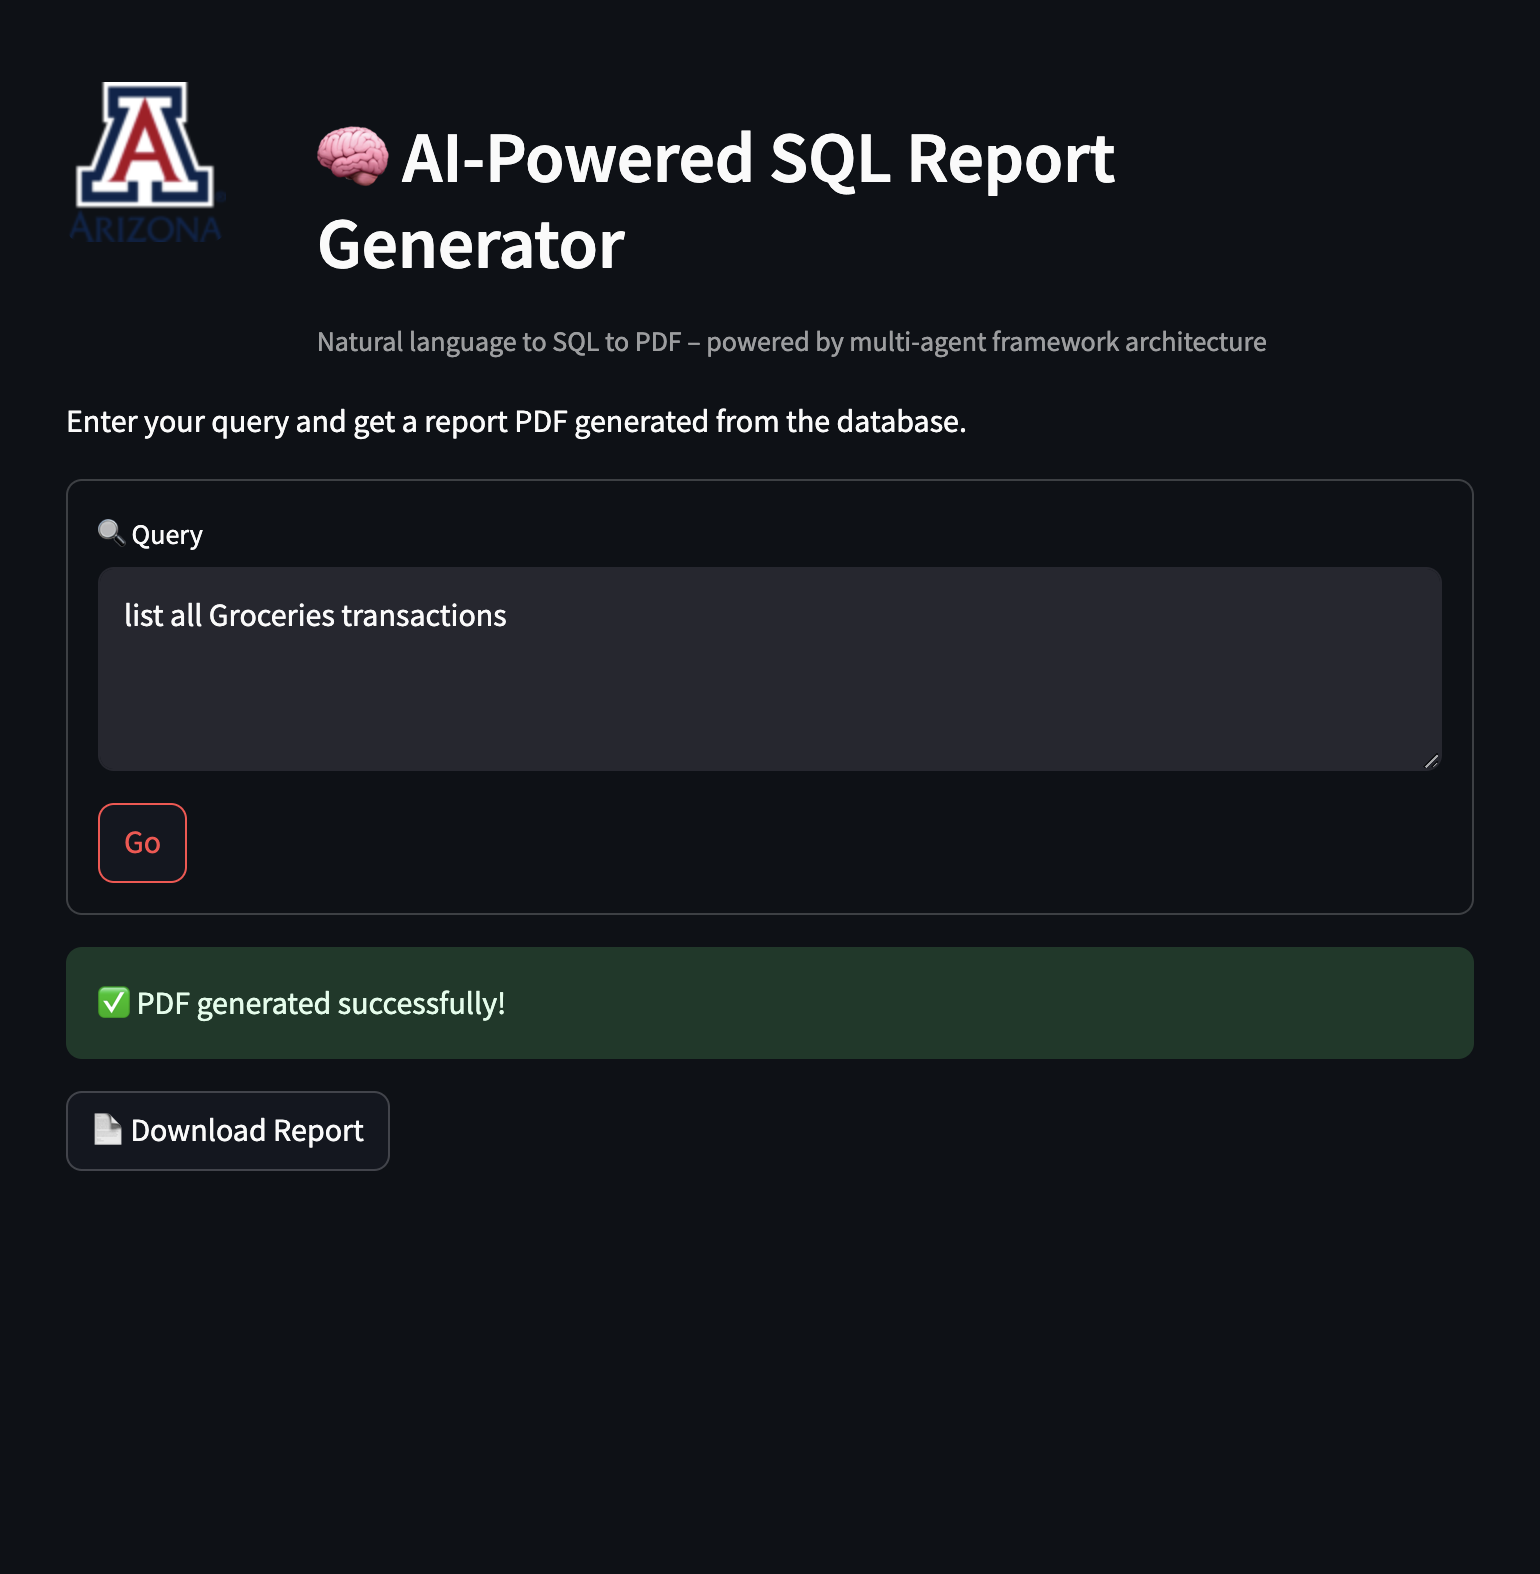 A
ARIZONA
🧠 AI-Powered SQL Report
Generator
Natural language to SQL to PDF – powered by multi-agent framework architecture
Enter your query and get a report PDF generated from the database.
🔍 Query
list all Groceries transactions
Go
✅ PDF generated successfully!
📄 Download Report